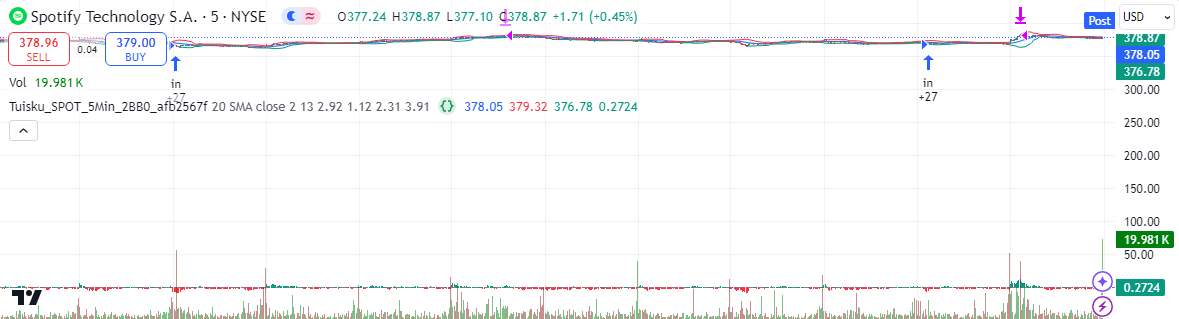 Spotify Technology S.A. · 5 · NYSE O377.24 H378.87 L377.10 C378.87 +1.71 (+0.45%)
Post USD
378.96 SELL 0.04 379.00 BUY
378.87
378.05
376.78
Vol 19.981 K
in
+27
in
+27
Tuisku_SPOT_5Min_2BB0_afb2567f 20 SMA close 2 13 2.92 1.12 2.31 3.91 378.05 379.32 376.78 0.2724
300.00
250.00
200.00
150.00
100.00
19.981 K
50.00
0.2724